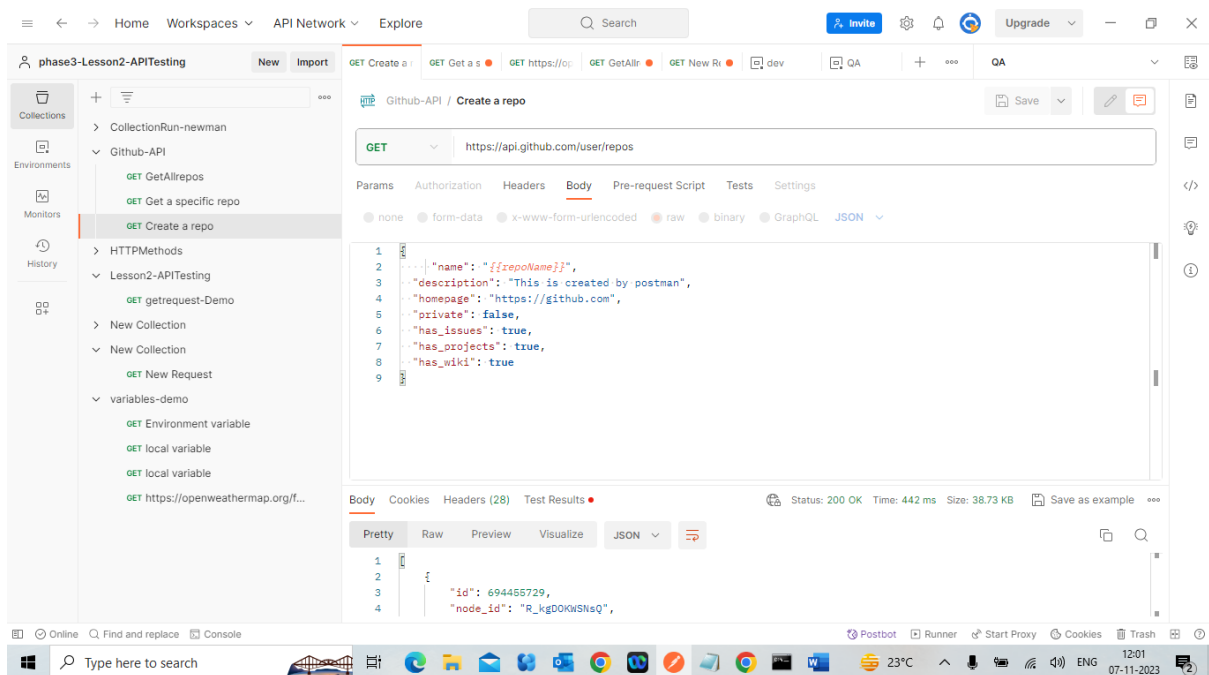 Home Workspaces API Network Explore Search Invite Upgrade
phase3-Lesson2-APITesting New Import GET Create a GET Get a s GET https://op GET GetAllr GET New Re dev QA QA
Collections
Environments
Monitors
History
CollectionRun-newman
Github-API
GET GetAllrepos
GET Get a specific repo
GET Create a repo
HTTPMethods
Lesson2-APITesting
GET getrequest-Demo
New Collection
New Collection
GET New Request
variables-demo
GET Environment variable
GET local variable
GET local variable
GET https://openweathermap.org/f...
HTTP Github-API / Create a repo Save
GET https://api.github.com/user/repos
Params Authorization Headers Body Pre-request Script Tests Settings
none form-data x-www-form-urlencoded raw binary GraphQL JSON
1 {
2 "name": "{{repoName}}",
3 "description": "This is created by postman",
4 "homepage": "https://github.com",
5 "private": false,
6 "has_issues": true,
7 "has_projects": true,
8 "has_wiki": true
9 }
Body Cookies Headers (28) Test Results Status: 200 OK Time: 442 ms Size: 38.73 KB Save as example
Pretty Raw Preview Visualize JSON
1 [
2 {
3 "id": 694455729,
4 "node_id": "R_kgDOKWSNsQ",
Online Find and replace Console Postbot Runner Start Proxy Cookies Trash
Type here to search 23°C ENG 12:01
07-11-2023 2